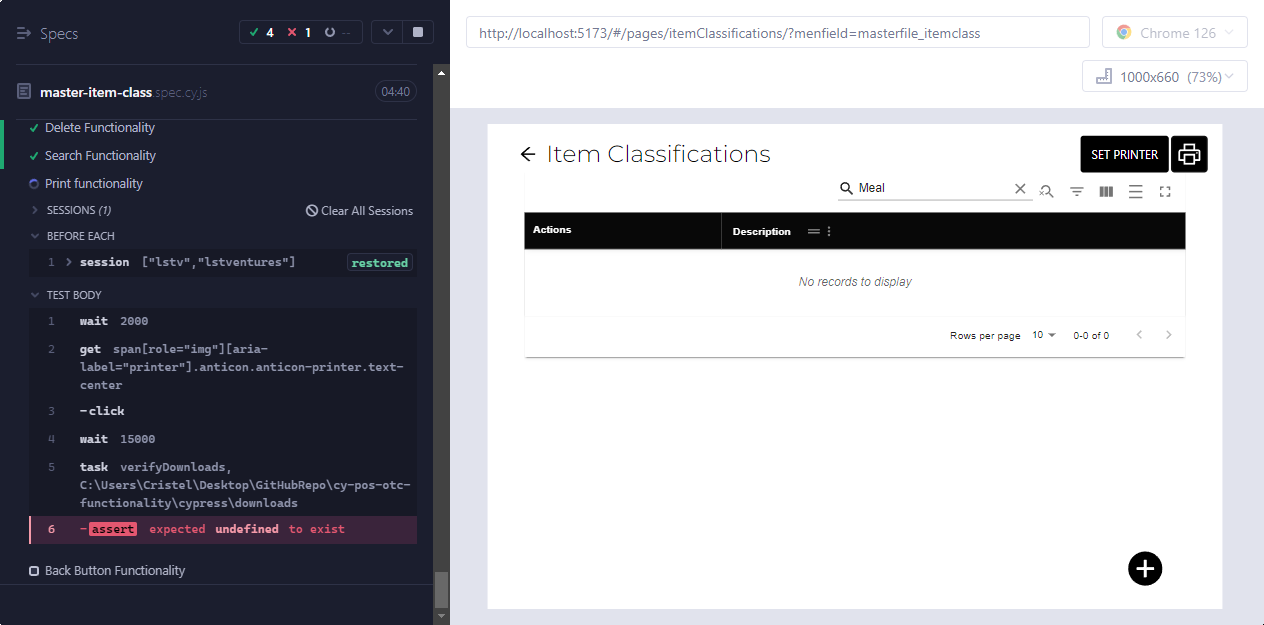 Specs
4
1
--
master-item-class.spec.cy.js
04:40
Delete Functionality
Search Functionality
Print functionality
SESSIONS (1)
Clear All Sessions
BEFORE EACH
1 session ["lstv","lstventures"] restored
TEST BODY
1 wait 2000
2 get span[role="img"][aria-
label="printer"].anticon.anticon-printer.text-
center
3 -click
4 wait 15000
5 task verifyDownloads,
C:\Users\Cristel\Desktop\GitHubRepo\cy-pos-otc-
functionality\cypress\downloads
6 -assert expected undefined to exist
Back Button Functionality
http://localhost:5173/#/pages/itemClassifications/?menfield=masterfile_itemclass
Chrome 126
1000x660 (73%)
Item Classifications
SET PRINTER
Meal
Actions
Description
No records to display
Rows per page 10 0-0 of 0